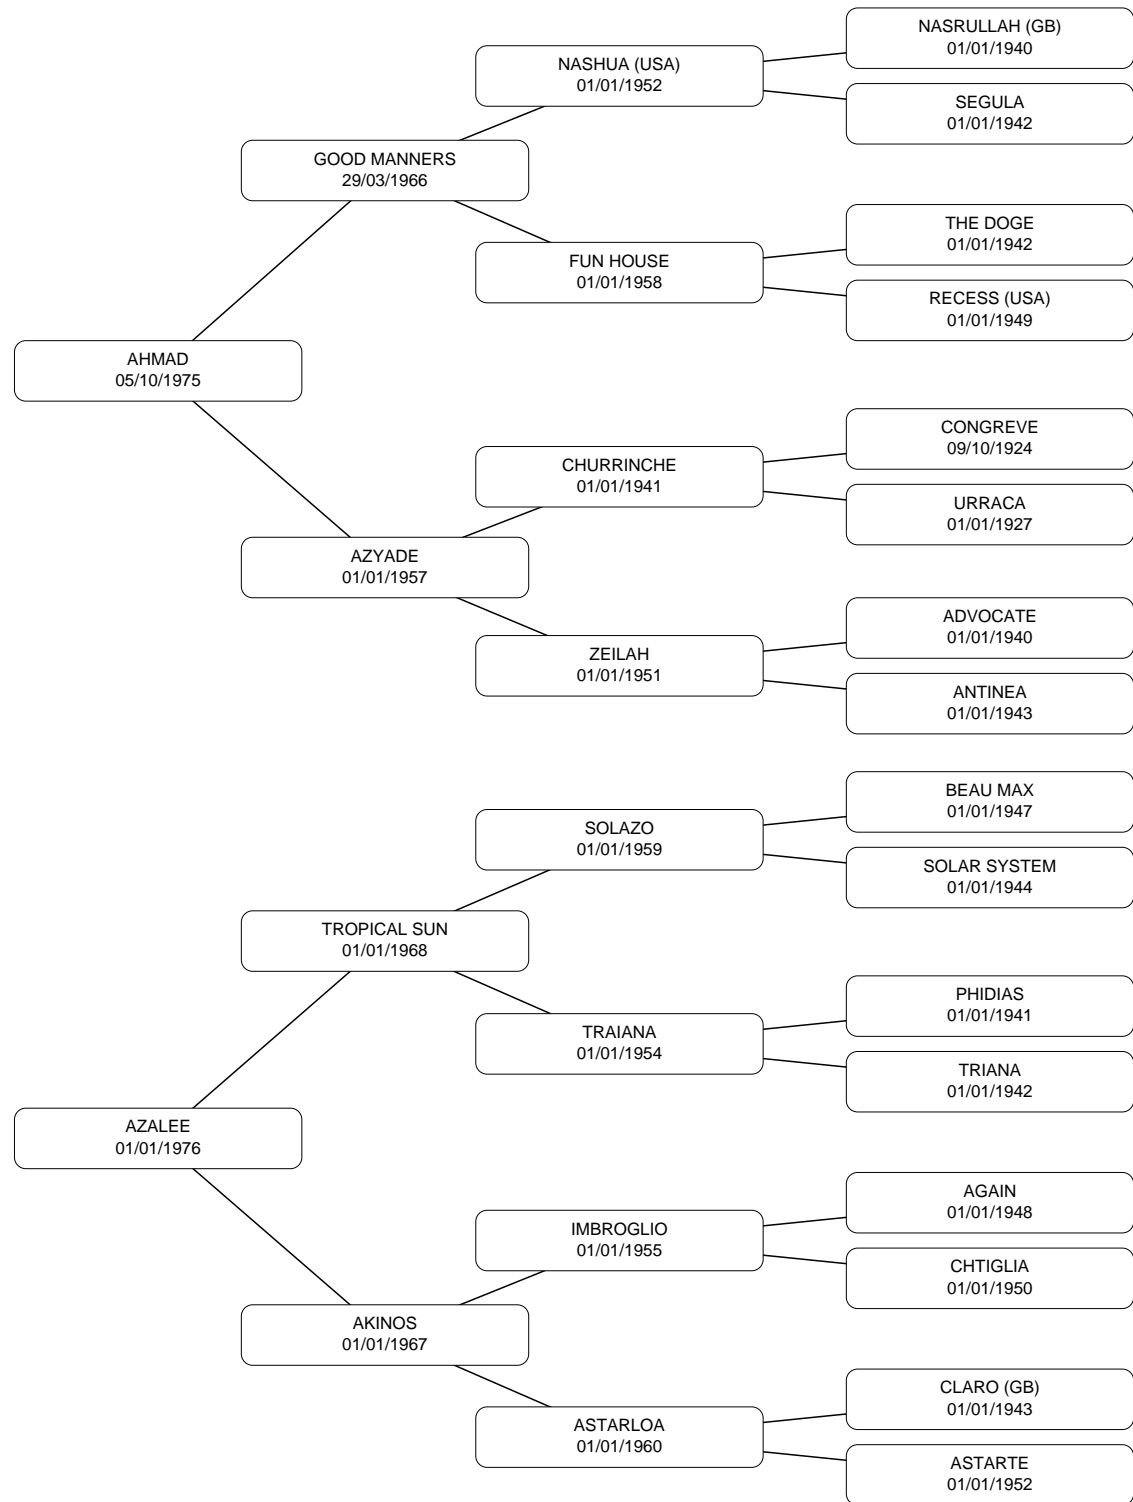 NASRULLAH (GB)
01/01/1940
NASHUA (USA)
01/01/1952
SEGULA
01/01/1942
GOOD MANNERS
29/03/1966
THE DOGE
01/01/1942
FUN HOUSE
01/01/1958
RECESS (USA)
01/01/1949
AHMAD
05/10/1975
CONGREVE
09/10/1924
CHURRINCHE
01/01/1941
URRACA
01/01/1927
AZYADE
01/01/1957
ADVOCATE
01/01/1940
ZEILAH
01/01/1951
ANTINEA
01/01/1943
BEAU MAX
01/01/1947
SOLAZO
01/01/1959
SOLAR SYSTEM
01/01/1944
TROPICAL SUN
01/01/1968
PHIDIAS
01/01/1941
TRAIANA
01/01/1954
TRIANA
01/01/1942
AZALEE
01/01/1976
AGAIN
01/01/1948
IMBROGLIO
01/01/1955
CHTIGLIA
01/01/1950
AKINOS
01/01/1967
CLARO (GB)
01/01/1943
ASTARLOA
01/01/1960
ASTARTE
01/01/1952